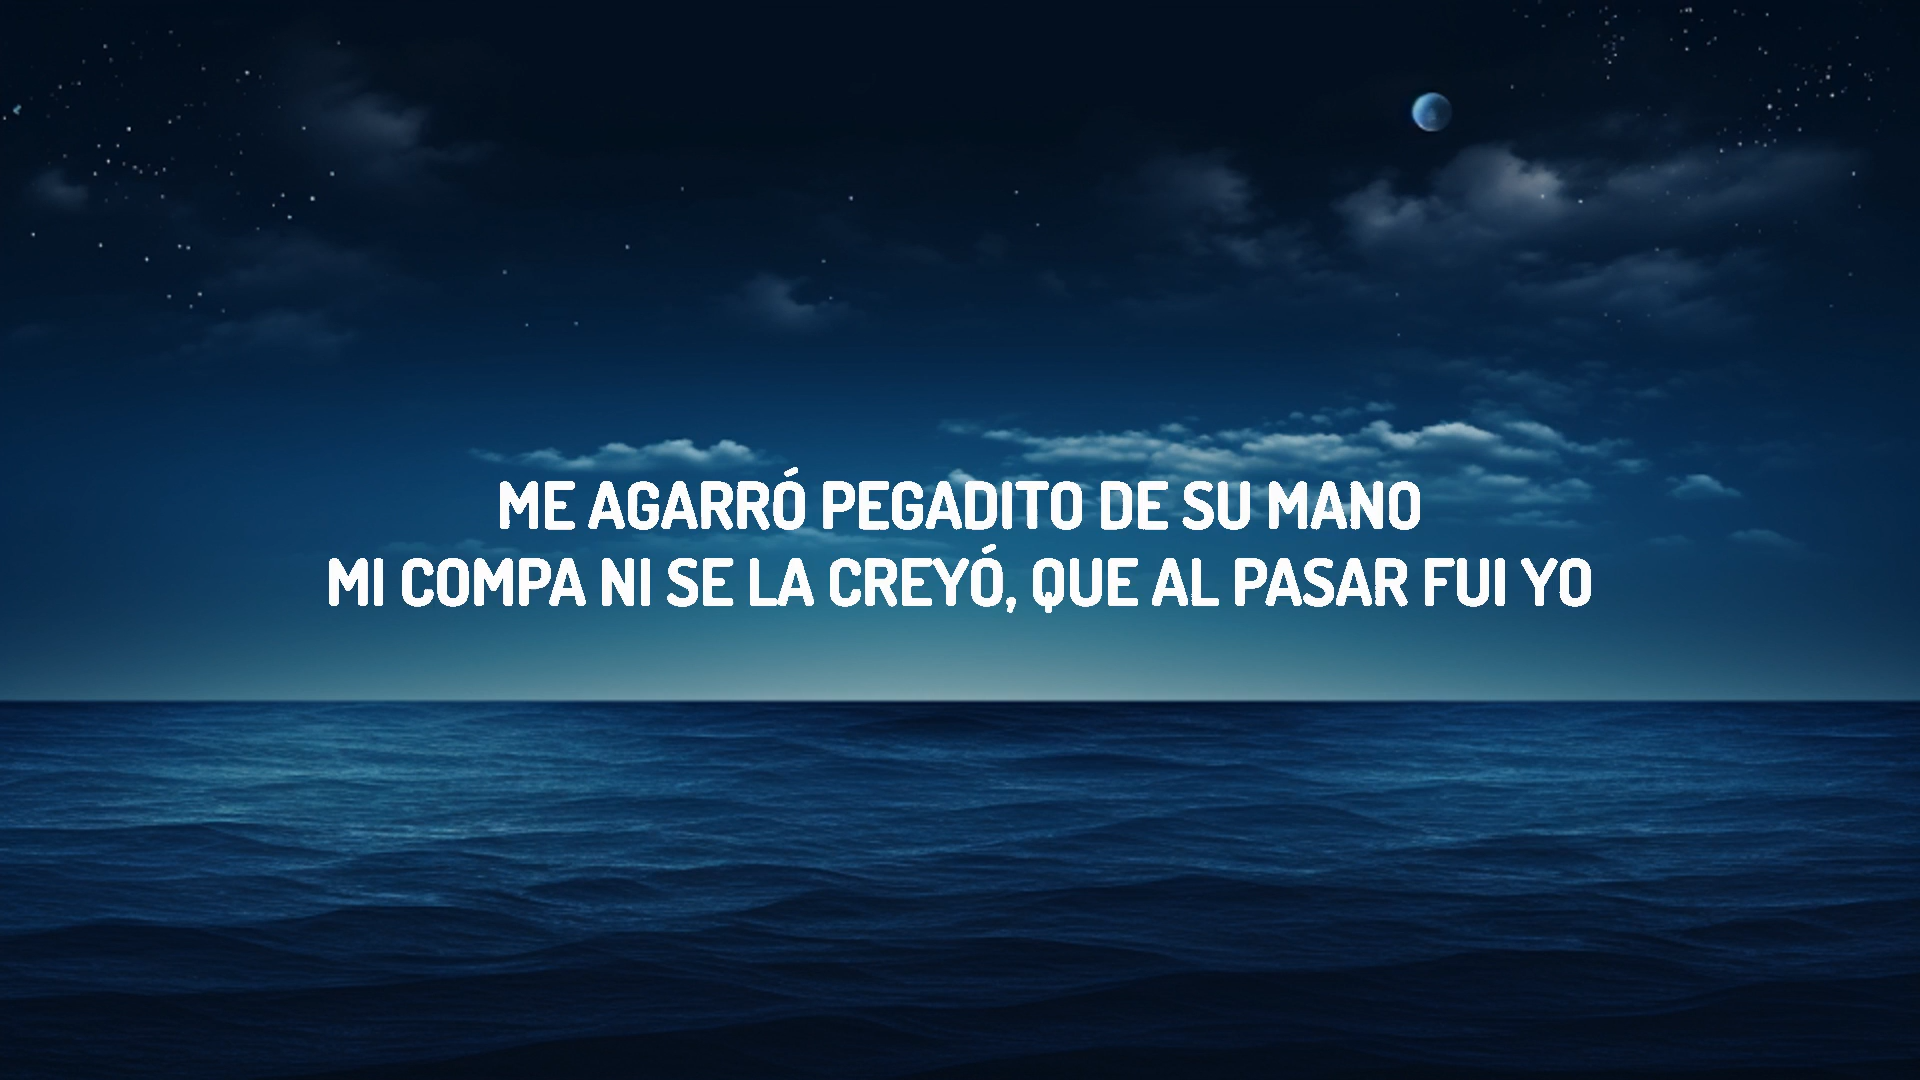 ME AGARRÓ PEGADITO DE SU MANO
MI COMPA NI SE LA CREYÓ, QUE AL PASAR FUI YO